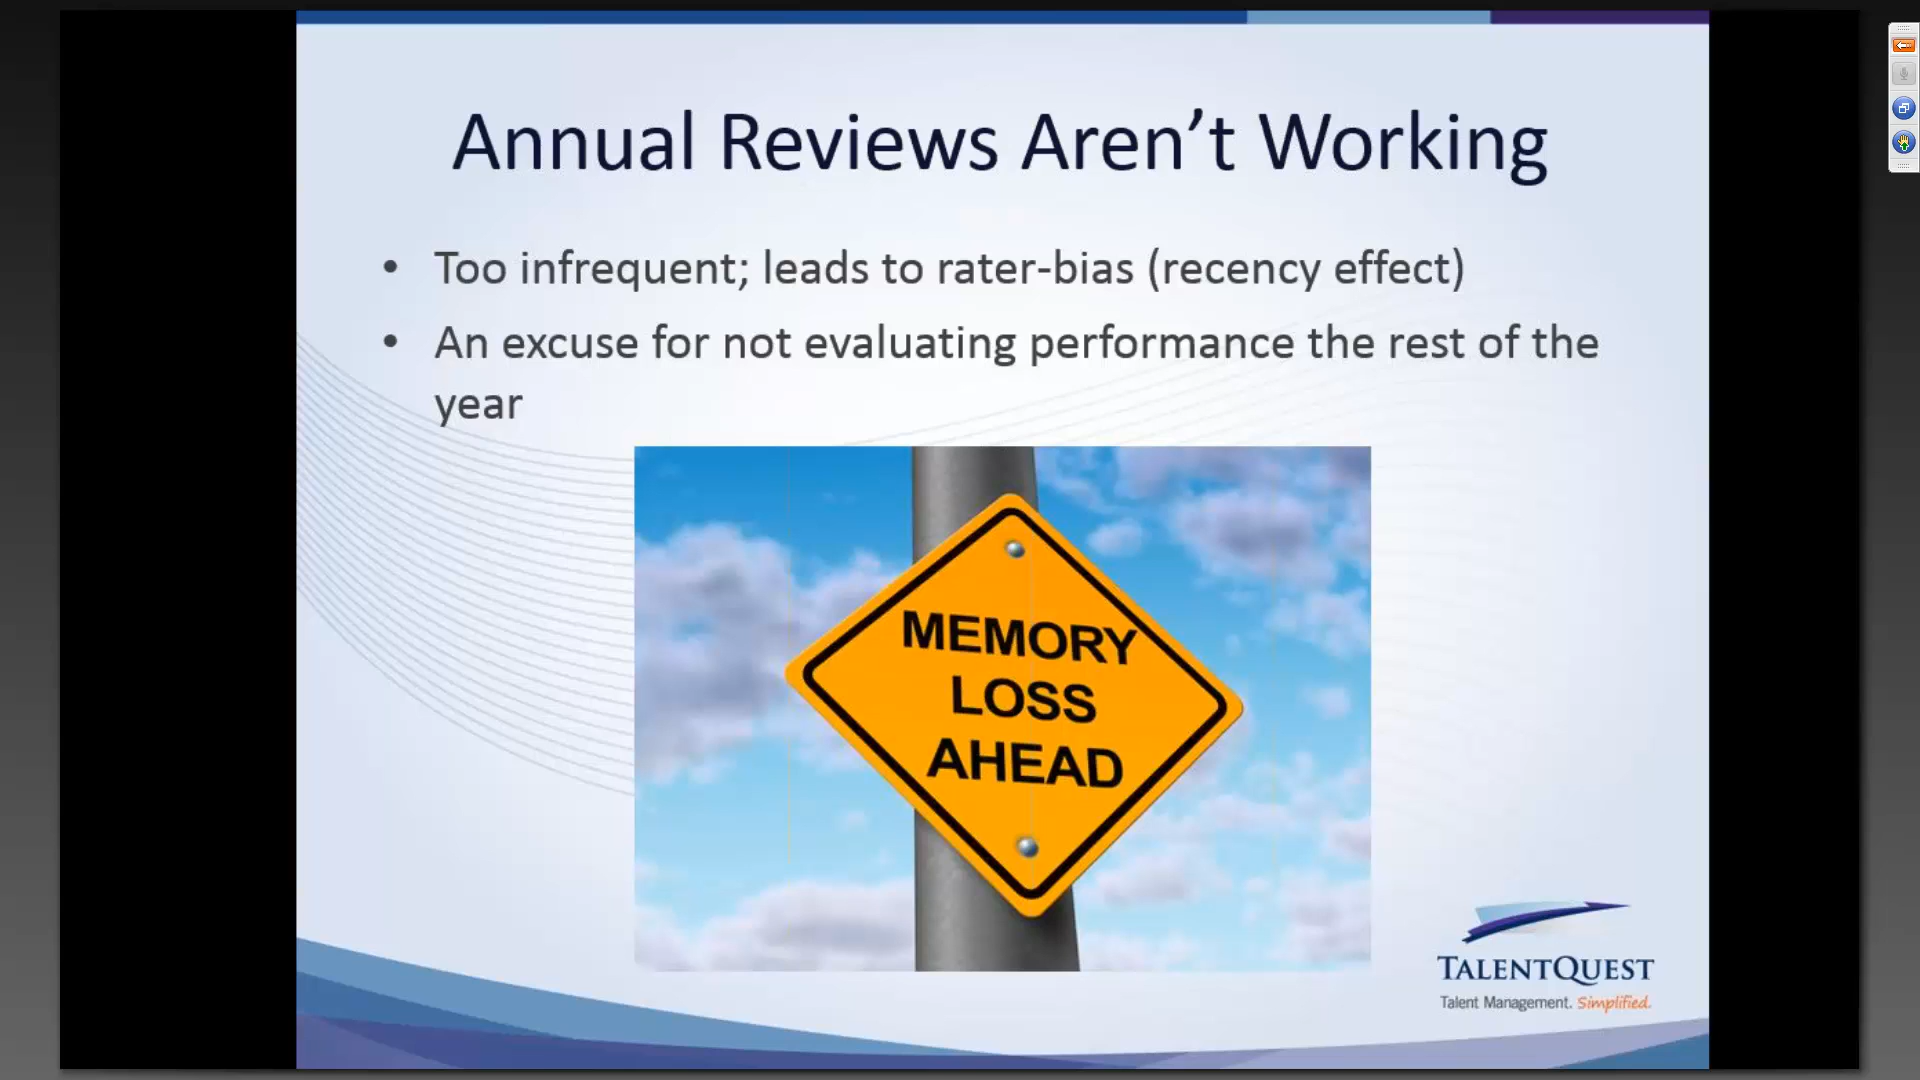 Annual Reviews Aren’t Working
• Too infrequent; leads to rater-bias (recency effect)
• An excuse for not evaluating performance the rest of the
year
MEMORY
LOSS
AHEAD
TALENTQUEST
Talent Management. Simplified.